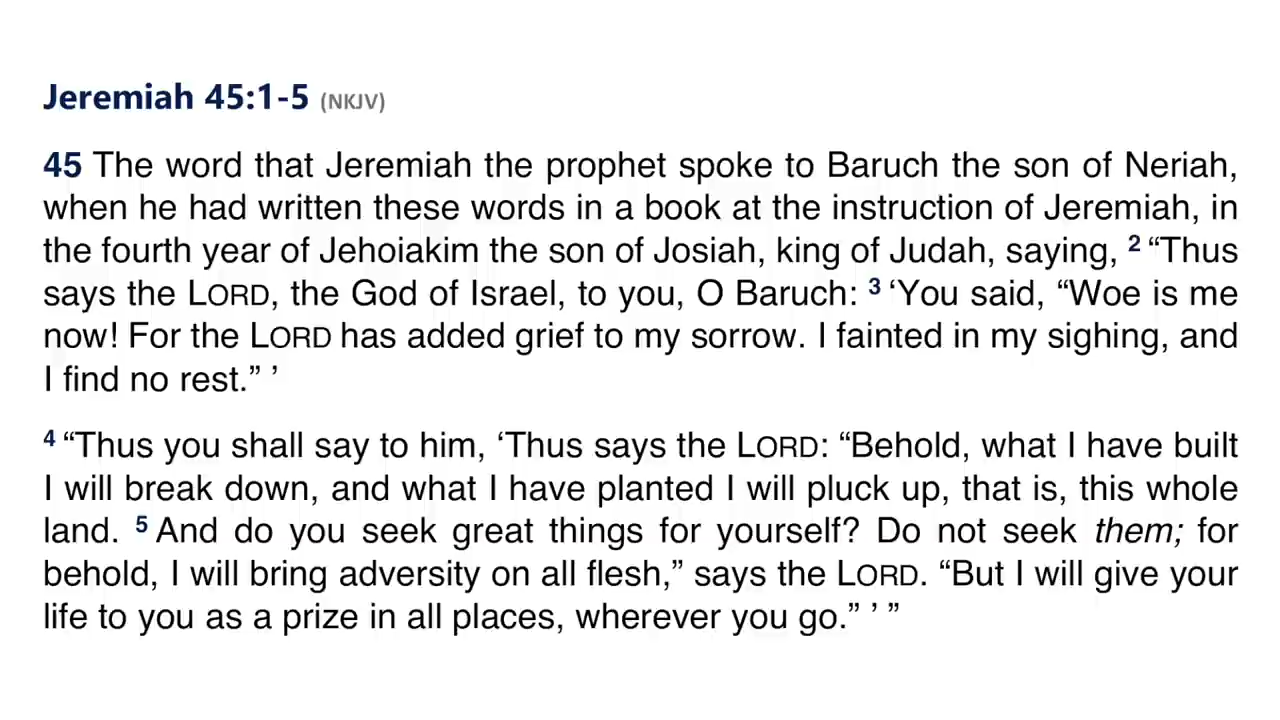 Jeremiah 45:1-5 (NKJV)
45 The word that Jeremiah the prophet spoke to Baruch the son of Neriah,
when he had written these words in a book at the instruction of Jeremiah, in
the fourth year of Jehoiakim the son of Josiah, king of Judah, saying, 2 “Thus
says the LORD, the God of Israel, to you, O Baruch: 3 ‘You said, “Woe is me
now! For the LORD has added grief to my sorrow. I fainted in my sighing, and
I find no rest.” ’
4 “Thus you shall say to him, ‘Thus says the LORD: “Behold, what I have built
I will break down, and what I have planted I will pluck up, that is, this whole
land. 5 And do you seek great things for yourself? Do not seek them; for
behold, I will bring adversity on all flesh,” says the LORD. “But I will give your
life to you as a prize in all places, wherever you go.” ’ ”